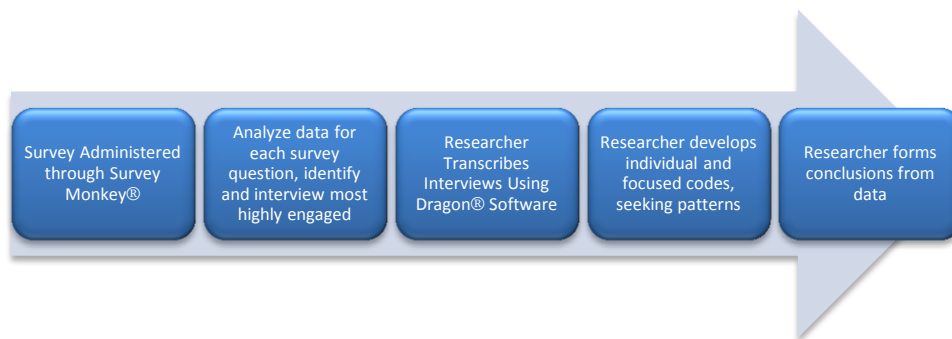 Survey Administered
through Survey
Monkey®
Analyze data for
each survey
question, identify
and interview most
highly engaged
Researcher
Transcribes
Interviews Using
Dragon® Software
Researcher develops
individual and
focused codes,
seeking patterns
Researcher forms
conclusions from
data